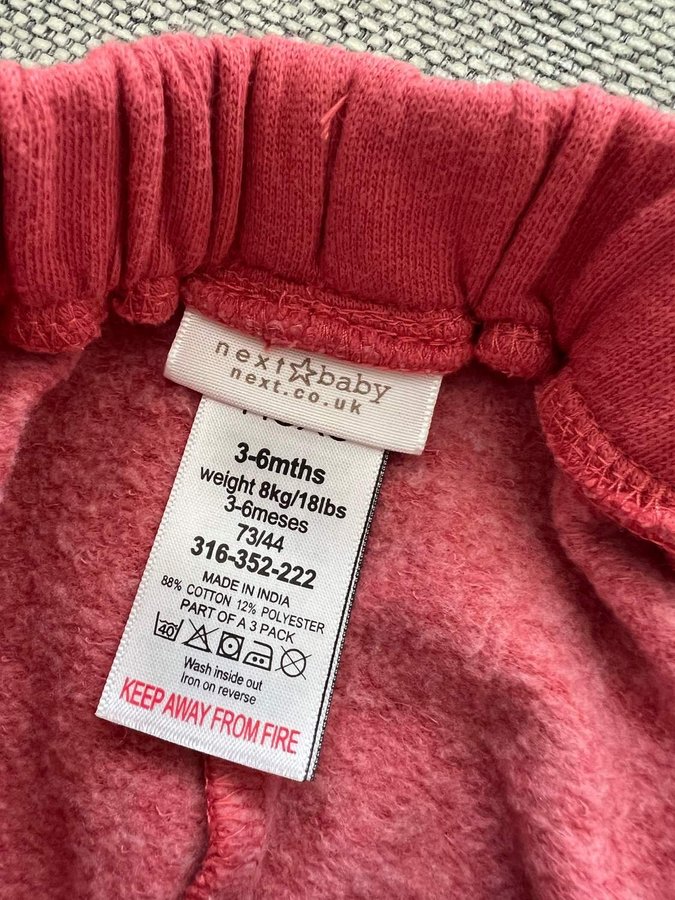 next☆baby
next.co.uk
3-6mths
weight 8kg/18lbs
3-6meses
73/44
316-352-222
MADE IN INDIA
88% COTTON 12% POLYESTER
PART OF A 3 PACK
40
Wash inside out
Iron on reverse
KEEP AWAY FROM FIRE